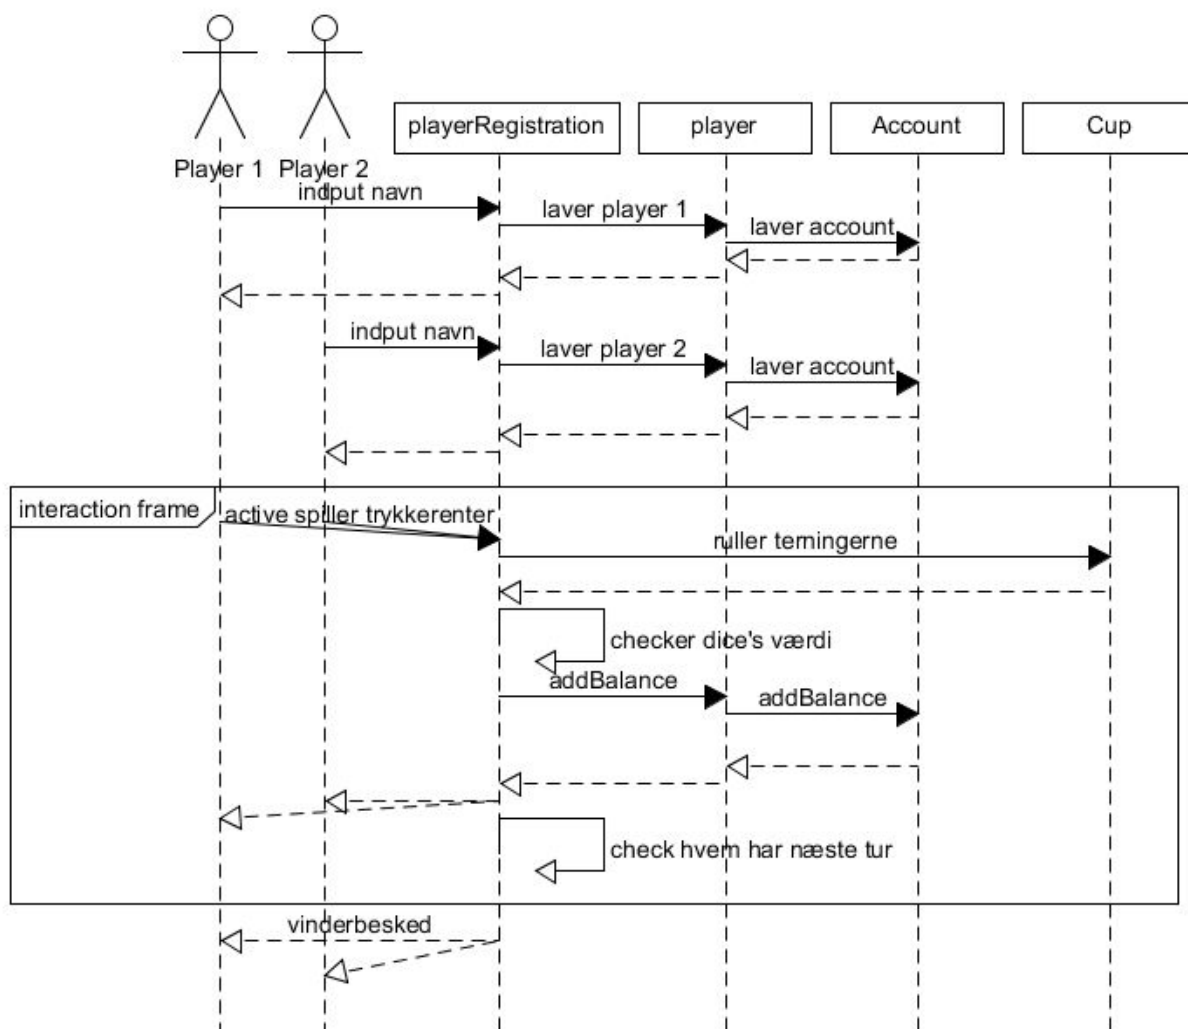 Player 1
Player 2
playerRegistration
player
Account
Cup
indput navn
laver player 1
laver account
indput navn
laver player 2
laver account
interaction frame
active spiller trykkerenter
ruller terningerne
checker dice's værdi
addBalance
addBalance
check hvem har næste tur
vinderbesked